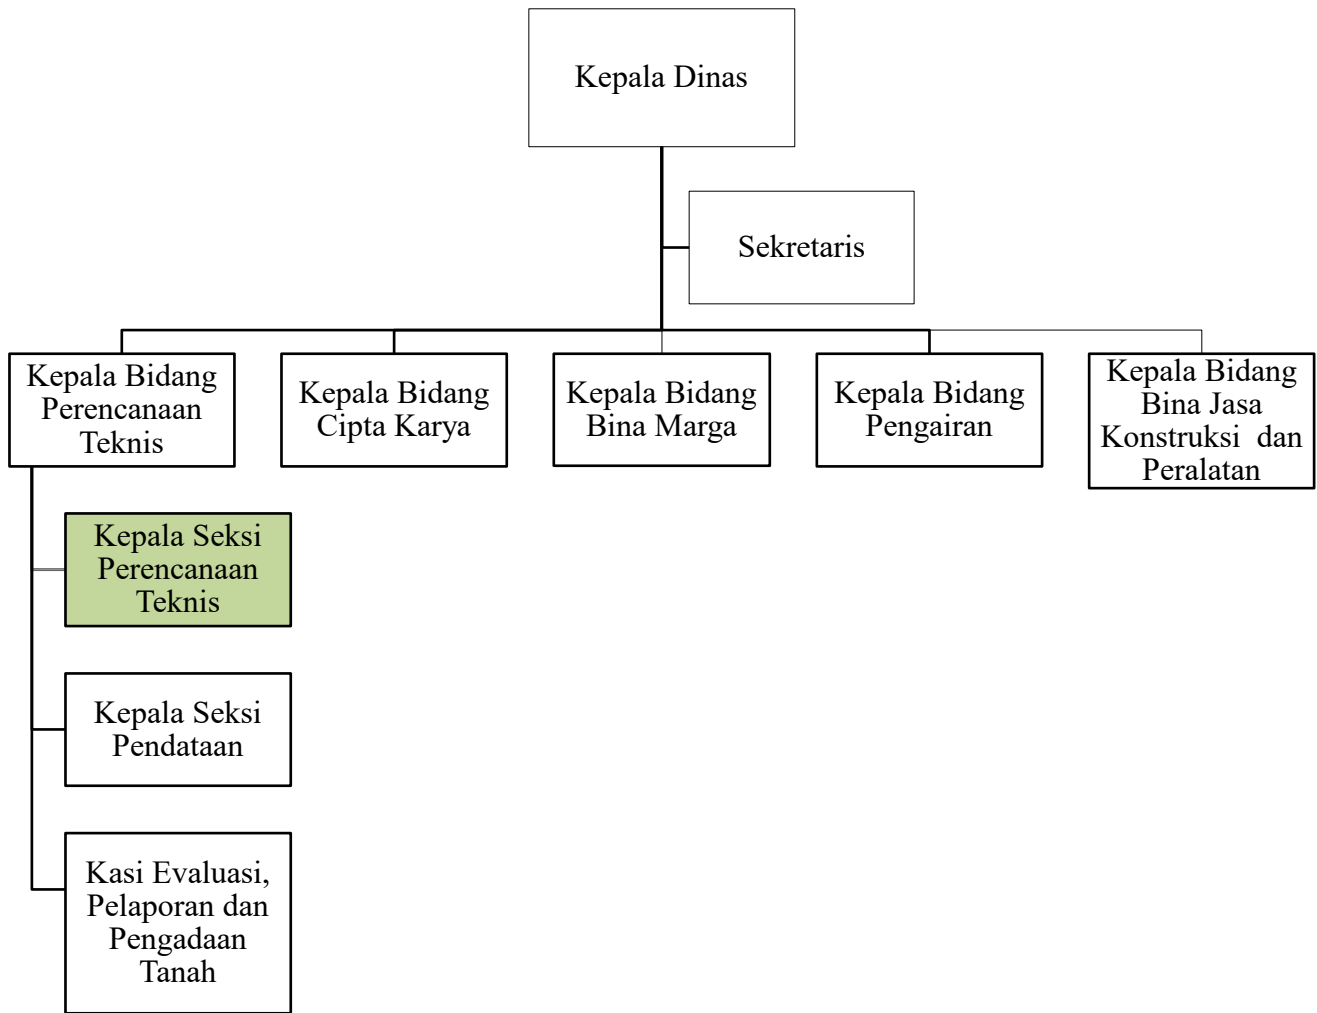 Kepala Dinas
Sekretaris
Kepala Bidang
Perencanaan
Teknis
Kepala Bidang
Cipta Karya
Kepala Bidang
Bina Marga
Kepala Bidang
Pengairan
Kepala Bidang
Bina Jasa
Konstruksi dan
Peralatan
Kepala Seksi
Perencanaan
Teknis
Kepala Seksi
Pendataan
Kasi Evaluasi,
Pelaporan dan
Pengadaan
Tanah